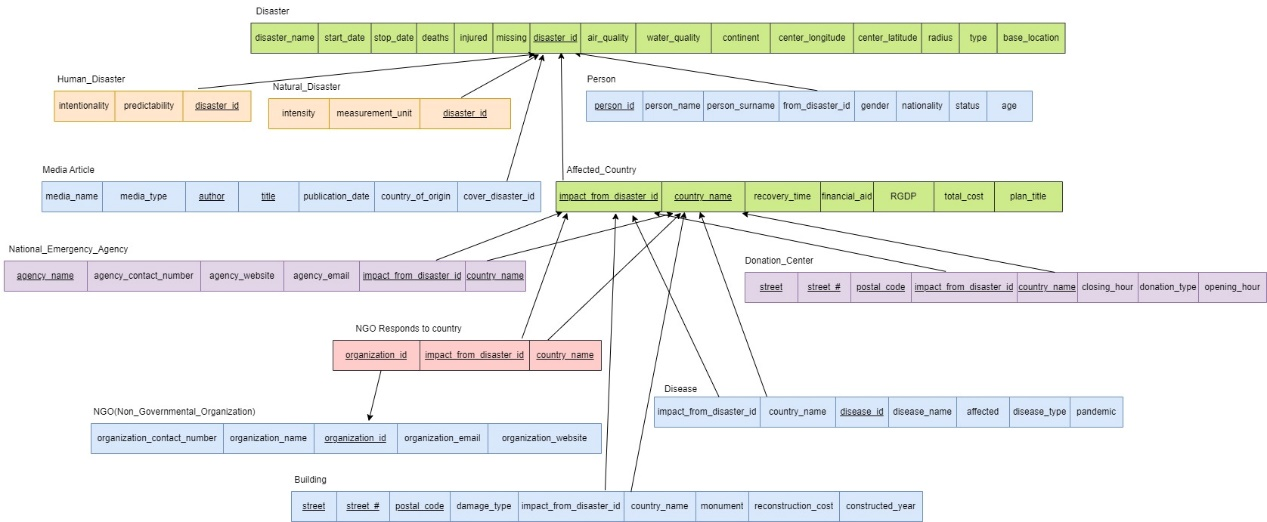 Disaster
disaster_name start_date stop_date deaths injured missing disaster_id air_quality water_quality continent center_longitude center_latitude radius type base_location
Human_Disaster
intentionality predictability disaster_id
Natural_Disaster
intensity measurement_unit disaster_id
Person
person_id person_name person_surname from_disaster_id gender nationality status age
Media Article
media_name media_type author title publication_date country_of_origin cover_disaster_id
Affected_Country
impact_from_disaster_id country_name recovery_time financial_aid RGDP total_cost plan_title
National_Emergency_Agency
agency_name agency_contact_number agency_website agency_email impact_from_disaster_id country_name
Donation_Center
street street_# postal_code impact_from_disaster_id country_name closing_hour donation_type opening_hour
NGO Responds to country
organization_id impact_from_disaster_id country_name
Disease
impact_from_disaster_id country_name disease_id disease_name affected disease_type pandemic
NGO(Non_Governmental_Organization)
organization_contact_number organization_name organization_id organization_email organization_website
Building
street street_# postal_code damage_type impact_from_disaster_id country_name monument reconstruction_cost constructed_year